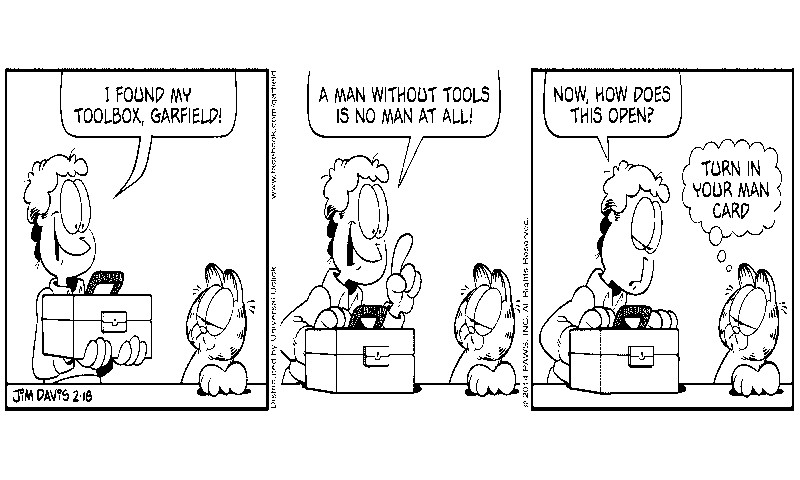 I FOUND MY
TOOLBOX, GARFIELD!
JIM DAVIS 2·18
www.facebook.com/garfield
Distributed by Universal Uclick
A MAN WITHOUT TOOLS
IS NO MAN AT ALL!
© 2014 PAWS, INC. All Rights Reserved.
NOW, HOW DOES
THIS OPEN?
TURN IN
YOUR MAN
CARD